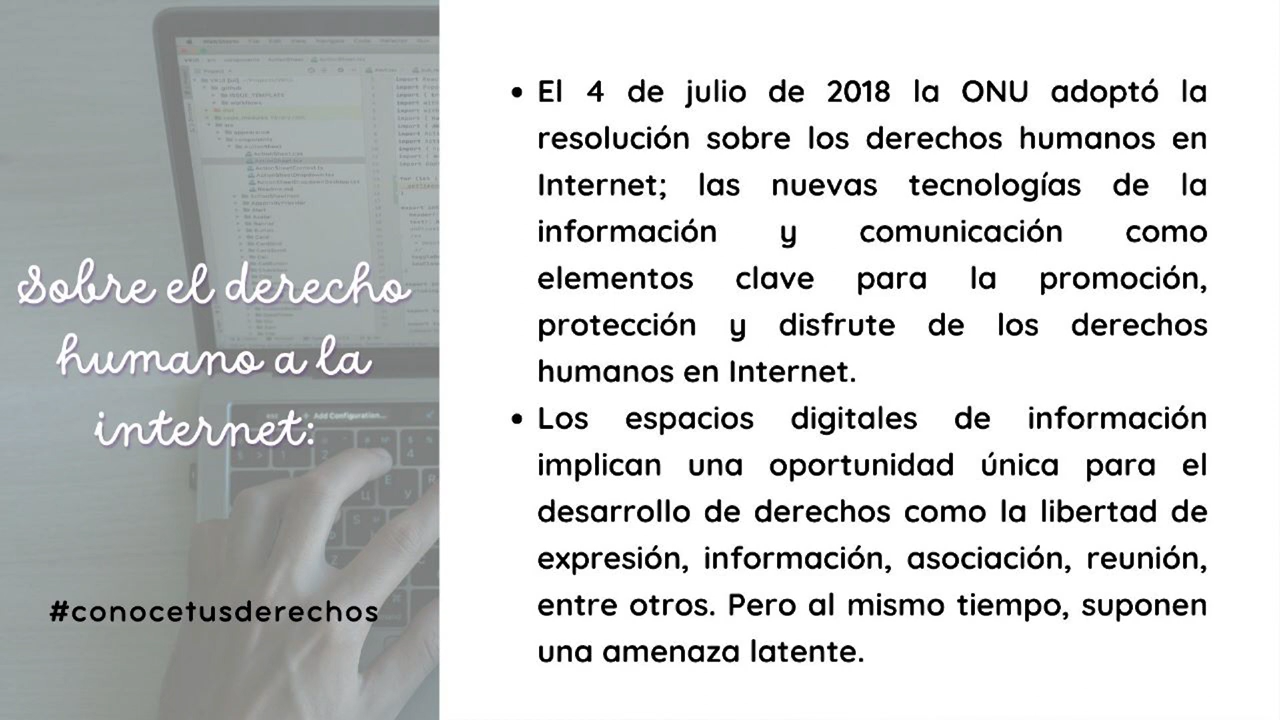 Sobre el derecho
humano a la
internet:
#conocetusderechos
Add Configuration...
• El 4 de julio de 2018 la ONU adoptó la
resolución sobre los derechos humanos en
Internet; las nuevas tecnologías de la
información y comunicación como
elementos clave para la promoción,
protección y disfrute de los derechos
humanos en Internet.
• Los espacios digitales de información
implican una oportunidad única para el
desarrollo de derechos como la libertad de
expresión, información, asociación, reunión,
entre otros. Pero al mismo tiempo, suponen
una amenaza latente.